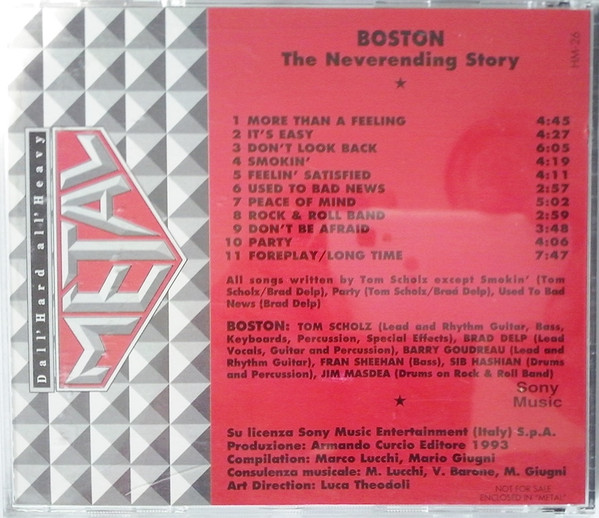 BOSTON
The Neverending Story
HM-26
1 MORE THAN A FEELING 4:45
2 IT'S EASY 4:27
3 DON'T LOOK BACK 6:05
4 SMOKIN' 4:19
5 FEELIN' SATISFIED 4:11
6 USED TO BAD NEWS 2:57
7 PEACE OF MIND 5:02
8 ROCK & ROLL BAND 2:59
9 DON'T BE AFRAID 3:48
10 PARTY 4:06
11 FOREPLAY/LONG TIME 7:47
All songs written by Tom Scholz except Smokin' (Tom
Scholz/Brad Delp), Party (Tom Scholz/Brad Delp), Used To Bad
News (Brad Delp)
BOSTON: TOM SCHOLZ (Lead and Rhythm Guitar, Bass,
Keyboards, Percussion, Special Effects), BRAD DELP (Lead
Vocals, Guitar and Percussion), BARRY GOUDREAU (Lead and
Rhythm Guitar), FRAN SHEEHAN (Bass), SIB HASHIAN (Drums
and Percussion), JIM MASDEA (Drums on Rock & Roll Band)
Sony
Music
Su licenza Sony Music Entertainment (Italy) S.p.A.
Produzione: Armando Curcio Editore 1993
Compilation: Marco Lucchi, Mario Giugni
Consulenza musicale: M. Lucchi, V. Barone, M. Giugni
Art Direction: Luca Theodoli
NOT FOR SALE
ENCLOSED IN "METAL"
Dall'Hard all'Heavy
METAL